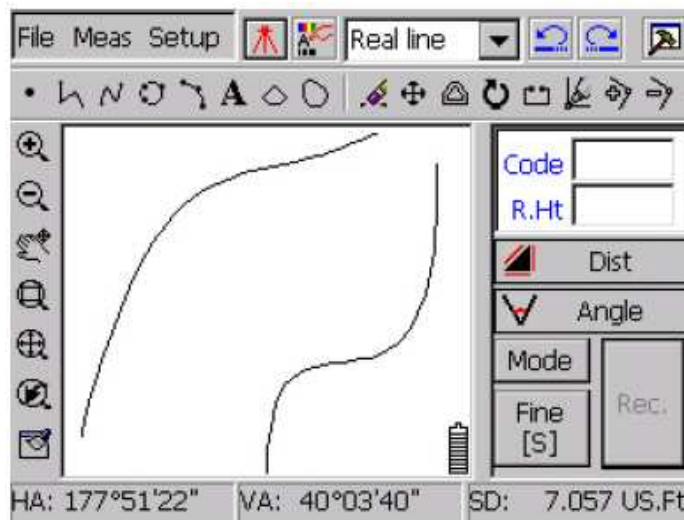 File Meas Setup Real line
A
Code
R.Ht
Dist
Angle
Mode
Rec.
Fine
[S]
HA: 177°51'22" VA: 40°03'40" SD: 7.057 US.Ft